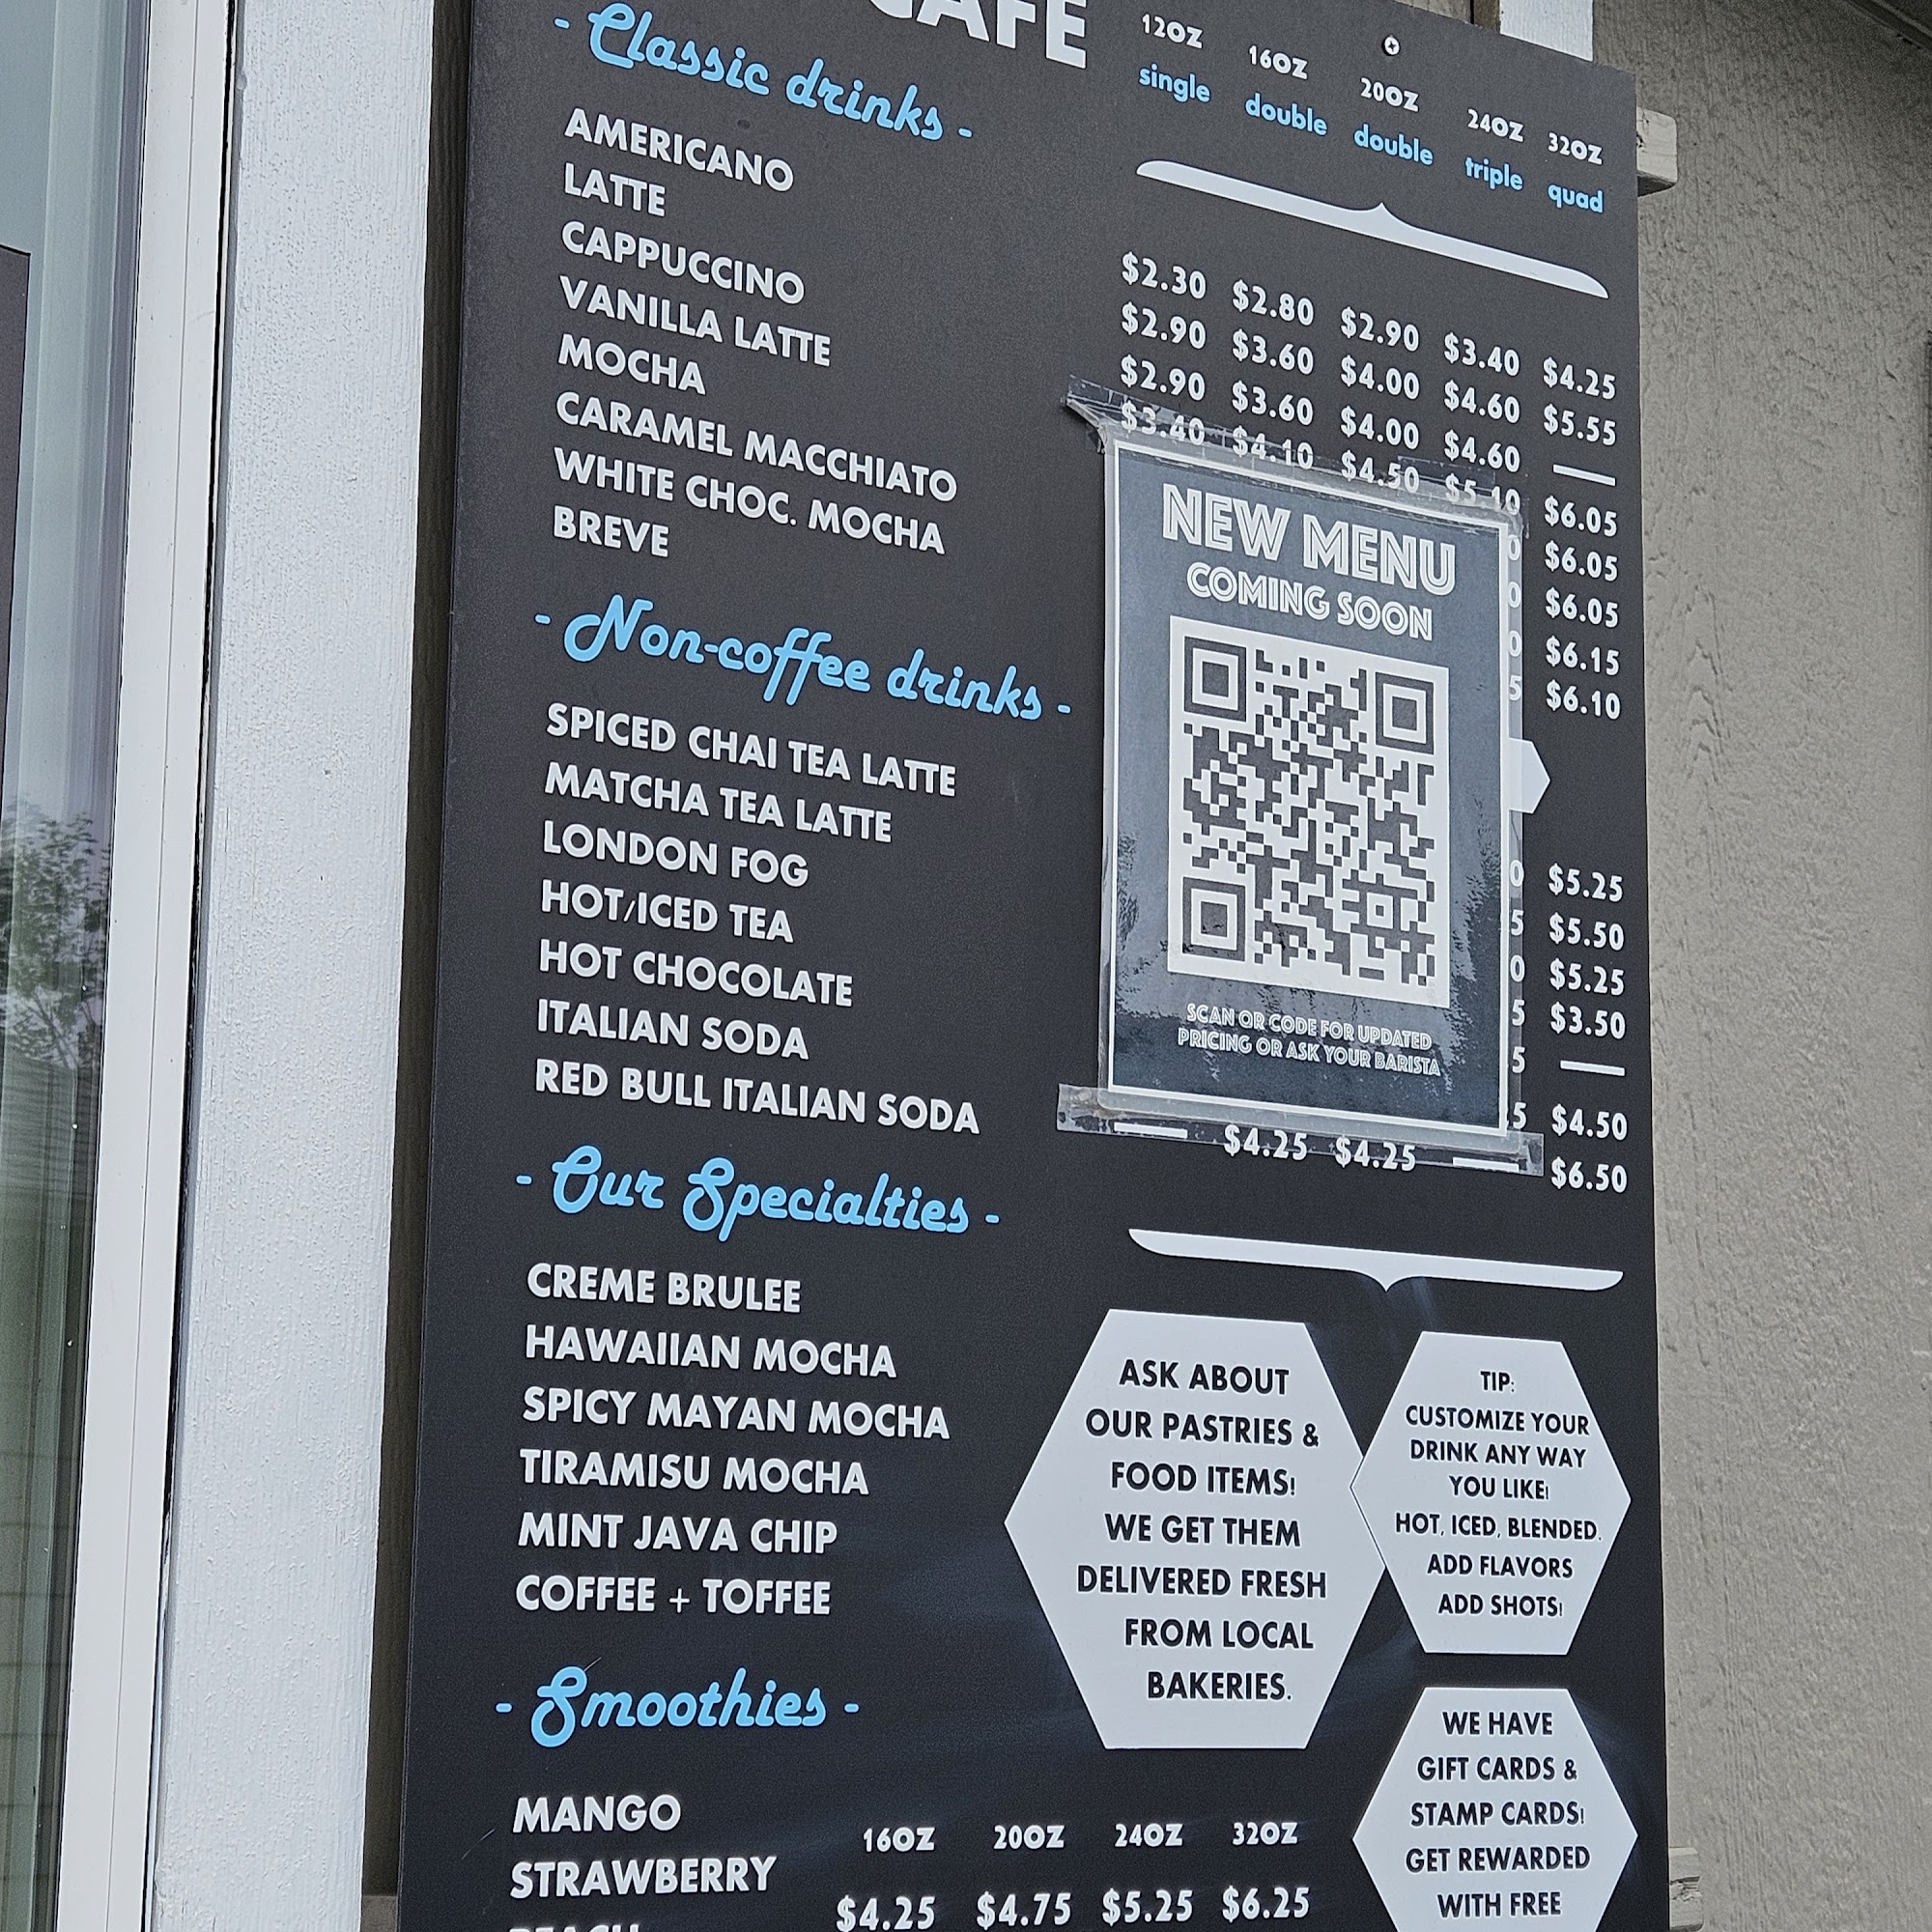 CAFE
12OZ 16OZ 20OZ 24OZ 32OZ
single double double triple quad
- Classic drinks -
AMERICANO $2.30 $2.80 $2.90 $3.40 $4.25
LATTE $2.90 $3.60 $4.00 $4.60 $5.55
CAPPUCCINO $2.90 $3.60 $4.00 $4.60 —
VANILLA LATTE $3.40 $4.10 $4.50 $5.10 $6.05
MOCHA $6.05
CARAMEL MACCHIATO $6.05
WHITE CHOC. MOCHA $6.15
BREVE $6.10
- Non-coffee drinks -
SPICED CHAI TEA LATTE $5.25
MATCHA TEA LATTE $5.50
LONDON FOG $5.25
HOT/ICED TEA $3.50
HOT CHOCOLATE —
ITALIAN SODA $4.50
RED BULL ITALIAN SODA — $4.25 $4.25 — $6.50
NEW MENU
COMING SOON
SCAN QR CODE FOR UPDATED
PRICING OR ASK YOUR BARISTA
- Our Specialties -
CREME BRULEE
HAWAIIAN MOCHA
SPICY MAYAN MOCHA
TIRAMISU MOCHA
MINT JAVA CHIP
COFFEE + TOFFEE
ASK ABOUT
OUR PASTRIES &
FOOD ITEMS!
WE GET THEM
DELIVERED FRESH
FROM LOCAL
BAKERIES.
TIP:
CUSTOMIZE YOUR
DRINK ANY WAY
YOU LIKE!
HOT, ICED, BLENDED.
ADD FLAVORS
ADD SHOTS!
- Smoothies -
MANGO
STRAWBERRY
16OZ 20OZ 24OZ 32OZ
$4.25 $4.75 $5.25 $6.25
WE HAVE
GIFT CARDS &
STAMP CARDS!
GET REWARDED
WITH FREE